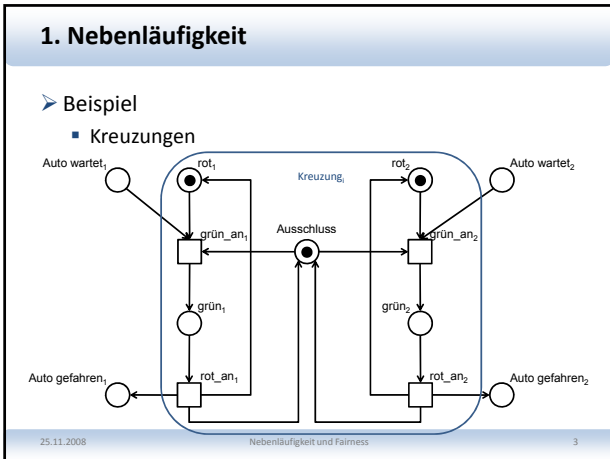 1. Nebenläufigkeit
➢ Beispiel
▪ Kreuzungen
Auto wartet₁
rot₁
Kreuzungᵢ
rot₂
Auto wartet₂
grün_an₁
Ausschluss
grün_an₂
grün₁
grün₂
Auto gefahren₁
rot_an₁
rot_an₂
Auto gefahren₂
25.11.2008
Nebenläufigkeit und Fairness
3